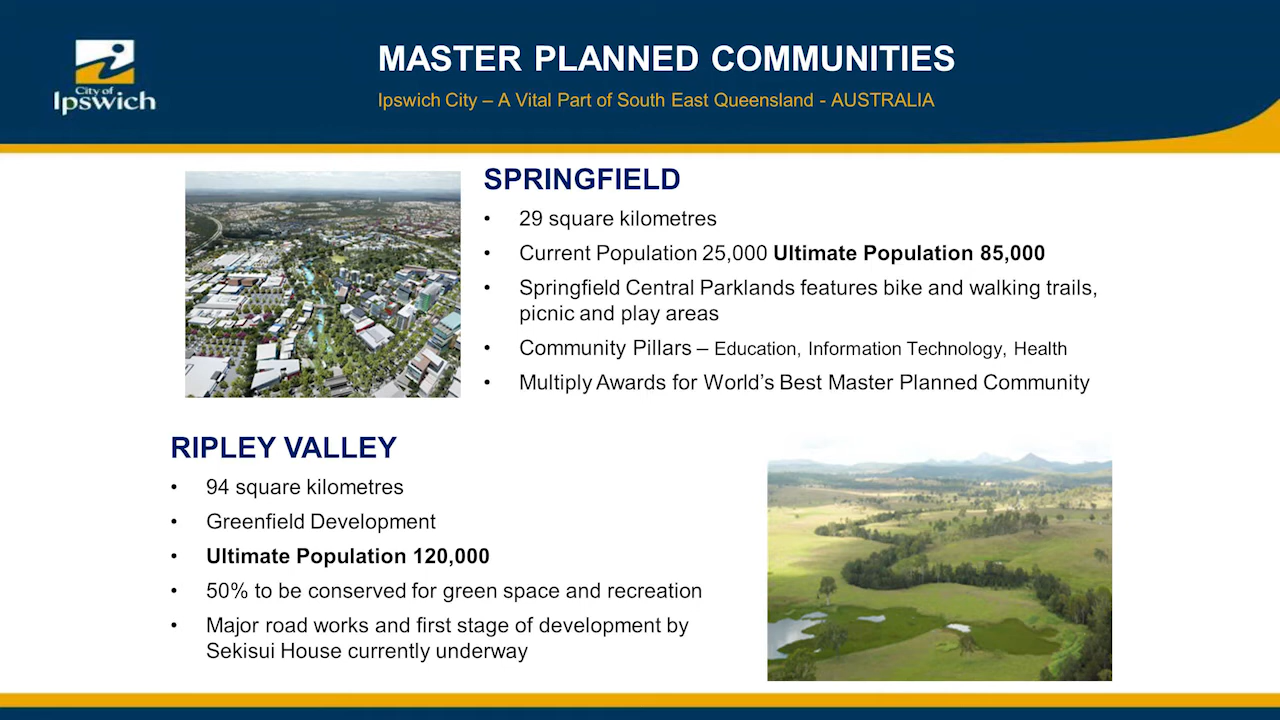 MASTER PLANNED COMMUNITIES
City of
Ipswich
Ipswich City – A Vital Part of South East Queensland - AUSTRALIA
SPRINGFIELD
• 29 square kilometres
• Current Population 25,000 Ultimate Population 85,000
• Springfield Central Parklands features bike and walking trails,
picnic and play areas
• Community Pillars – Education, Information Technology, Health
• Multiply Awards for World's Best Master Planned Community
RIPLEY VALLEY
• 94 square kilometres
• Greenfield Development
• Ultimate Population 120,000
• 50% to be conserved for green space and recreation
• Major road works and first stage of development by
Sekisui House currently underway